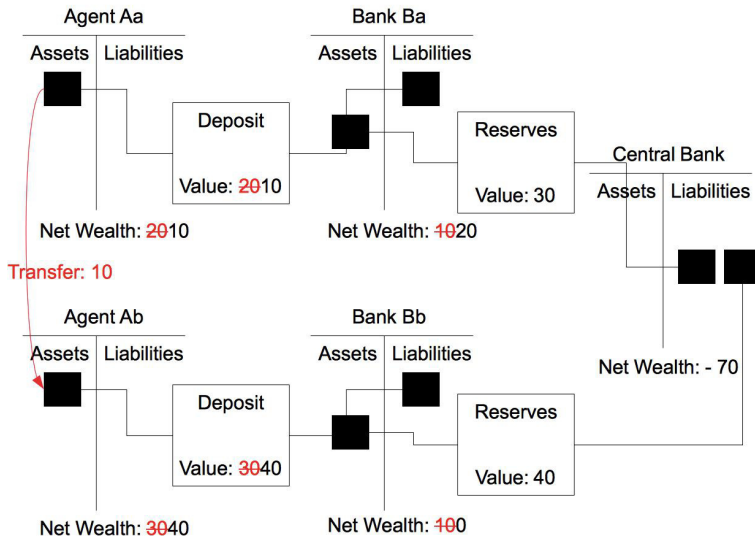 Agent Aa
Assets Liabilities
Deposit
Value: 2010
Net Wealth: 2010
Bank Ba
Assets Liabilities
Reserves
Value: 30
Net Wealth: 1020
Central Bank
Assets Liabilities
Net Wealth: - 70
Transfer: 10
Agent Ab
Assets Liabilities
Deposit
Value: 3040
Net Wealth: 3040
Bank Bb
Assets Liabilities
Reserves
Value: 40
Net Wealth: 100